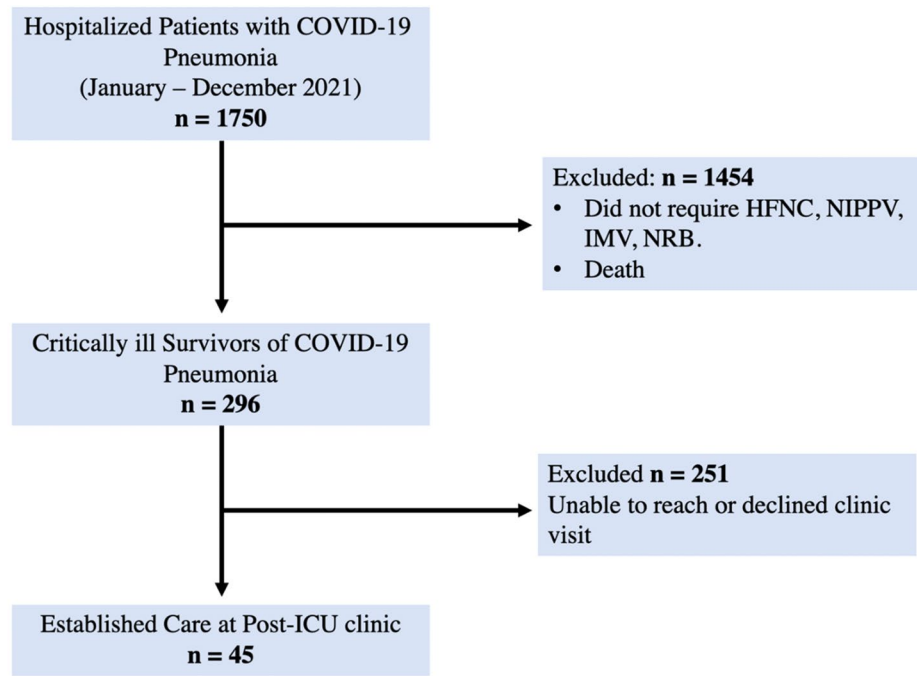 Hospitalized Patients with COVID-19
Pneumonia
(January – December 2021)
n = 1750
Excluded: n = 1454
• Did not require HFNC, NIPPV,
IMV, NRB.
• Death
Critically ill Survivors of COVID-19
Pneumonia
n = 296
Excluded n = 251
Unable to reach or declined clinic
visit
Established Care at Post-ICU clinic
n = 45